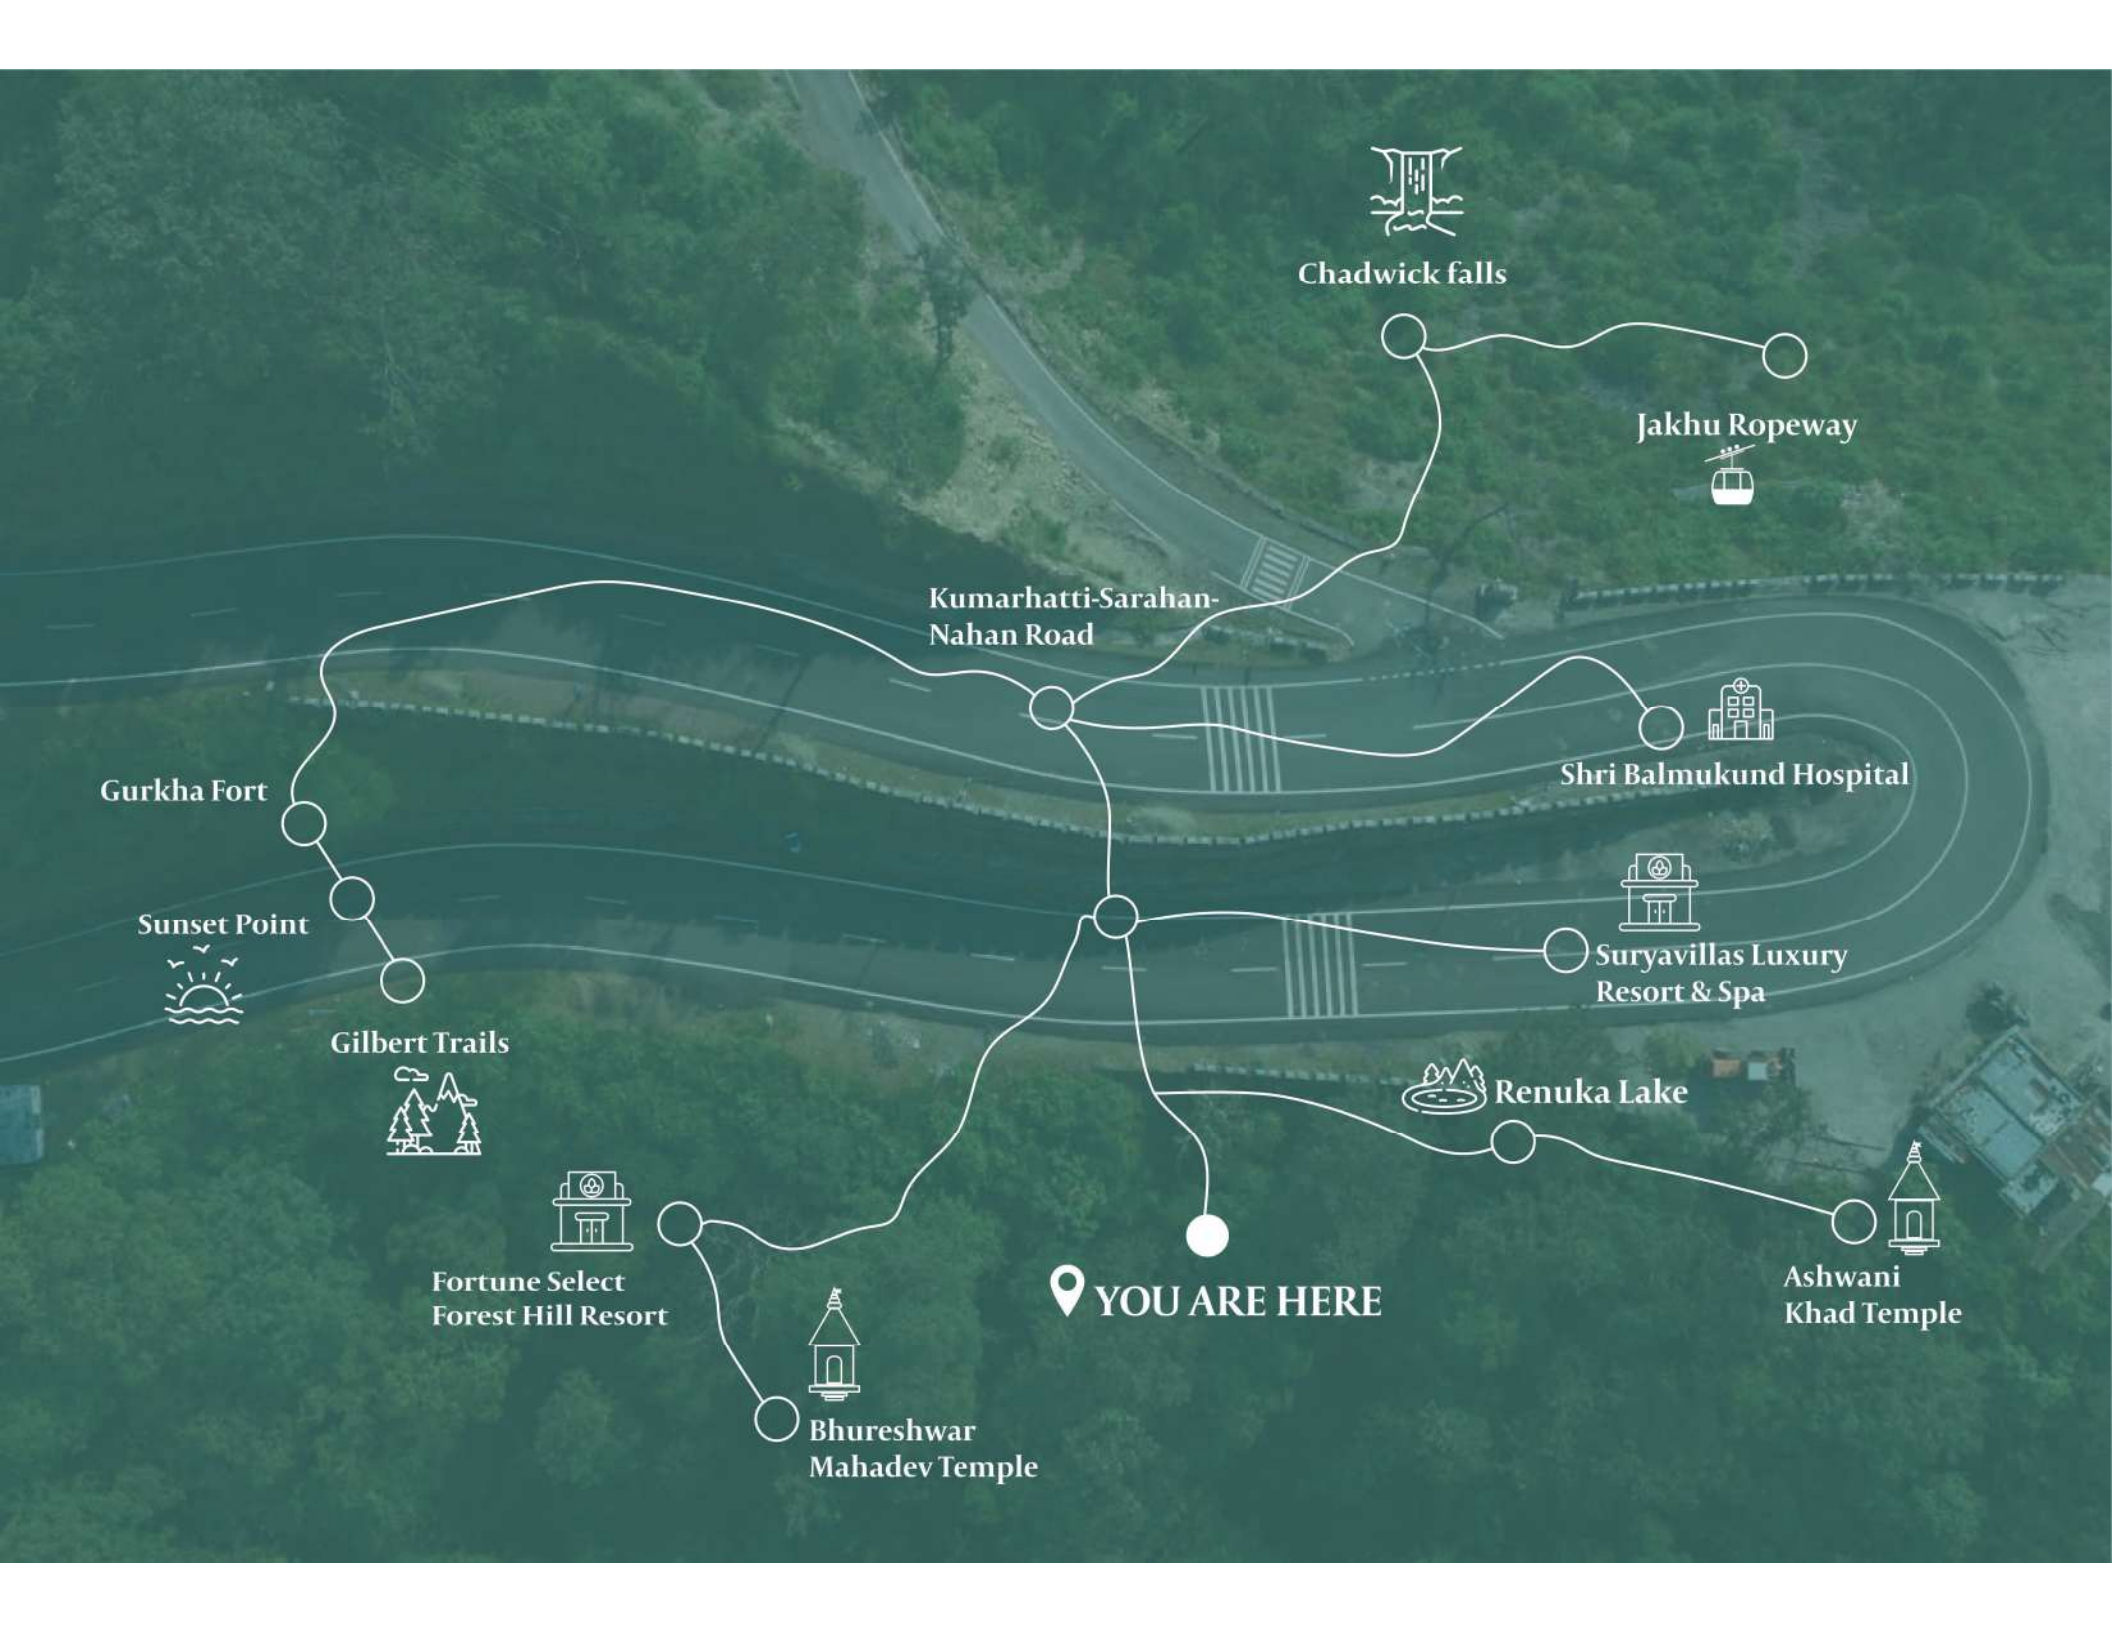 Chadwick falls
Jakhu Ropeway
Kumarhatti-Sarahan-
Nahan Road
Shri Balmukund Hospital
Gurkha Fort
Sunset Point
Suryavillas Luxury
Resort & Spa
Gilbert Trails
Renuka Lake
Fortune Select
Forest Hill Resort
YOU ARE HERE
Ashwani
Khad Temple
Bhureshwar
Mahadev Temple